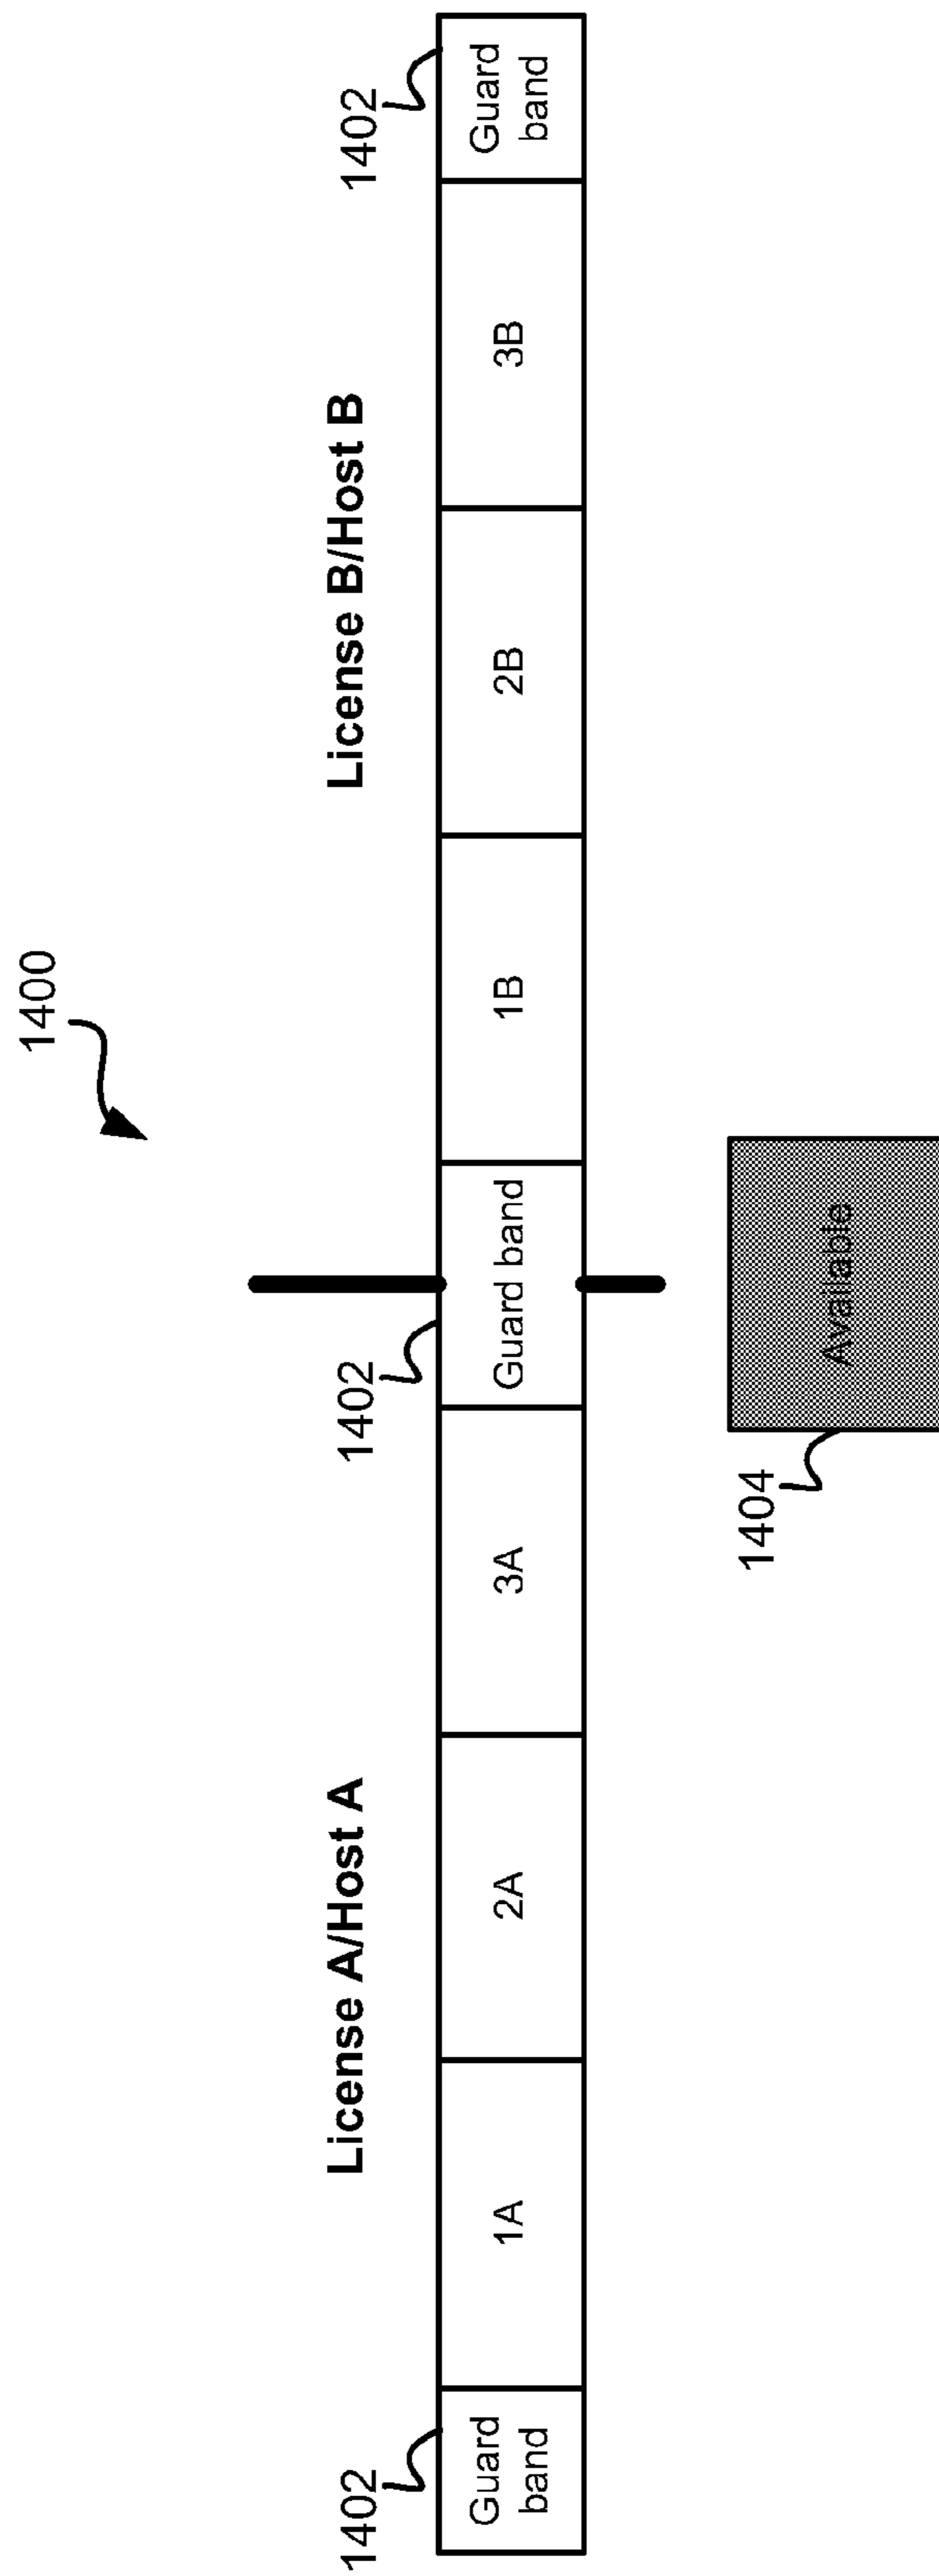 1400
License A/Host A
License B/Host B
1402
1402
1402
Guard
band
1A
2A
3A
Guard band
1B
2B
3B
Guard
band
1404
Available